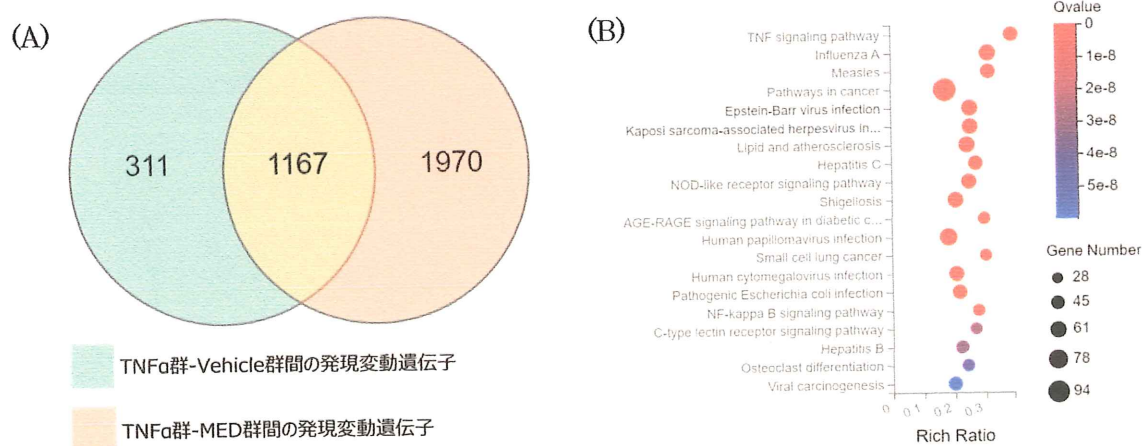 (A)
311
1167
1970
TNFα群-Vehicle群間の発現変動遺伝子
TNFα群-MED群間の発現変動遺伝子
(B)
TNF signaling pathway
Influenza A
Measles
Pathways in cancer
Epstein-Barr virus infection
Kaposi sarcoma-associated herpesvirus in...
Lipid and atherosclerosis
Hepatitis C
NOD-like receptor signaling pathway
Shigellosis
AGE-RAGE signaling pathway in diabetic c...
Human papillomavirus infection
Small cell lung cancer
Human cytomegalovirus infection
Pathogenic Escherichia coli infection
NF-kappa B signaling pathway
C-type lectin receptor signaling pathway
Hepatitis B
Osteoclast differentiation
Viral carcinogenesis
0 0.1 0.2 0.3
Rich Ratio
Qvalue
0
1e-8
2e-8
3e-8
4e-8
5e-8
Gene Number
28
45
61
78
94